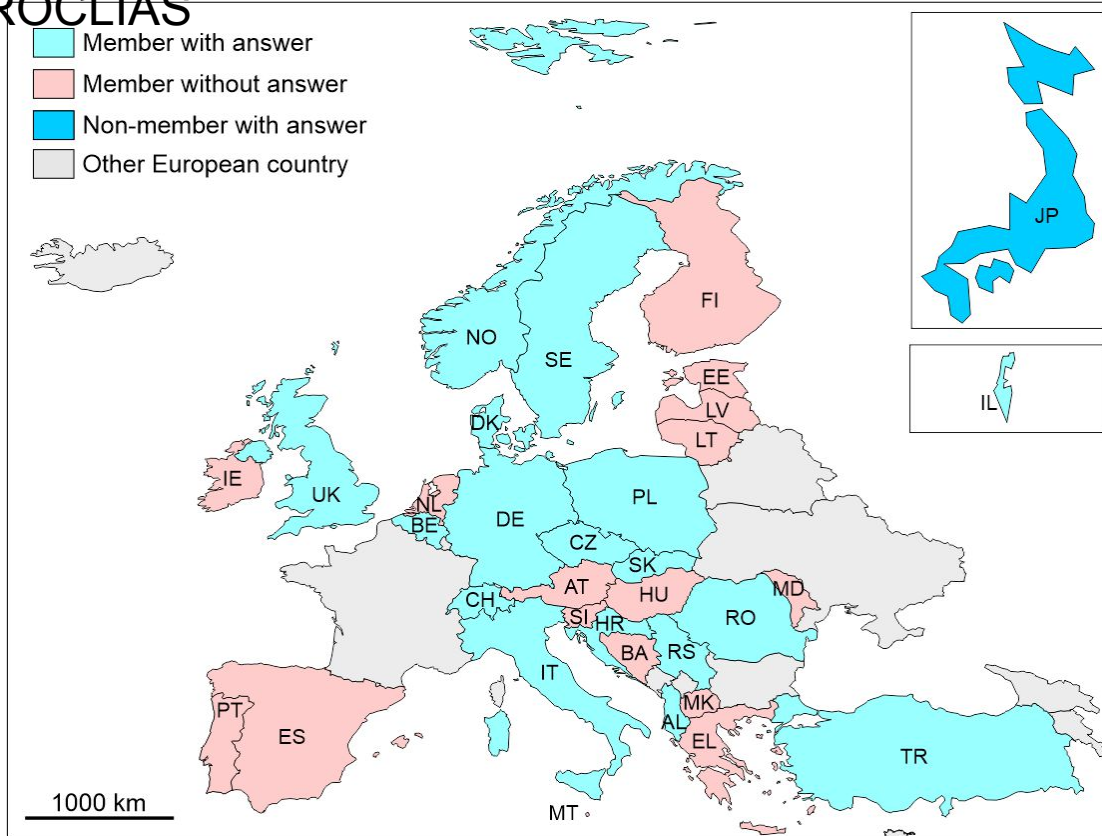 ROCLIAS
Member with answer
Member without answer
Non-member with answer
Other European country
JP
FI
NO
SE
EE
IL
LV
DK
LT
IE
UK
NL
PL
DE
BE
CZ
SK
AT
MD
HU
CH
SI
HR
RO
BA
RS
IT
MK
PT
AL
ES
EL
TR
1000 km
MT